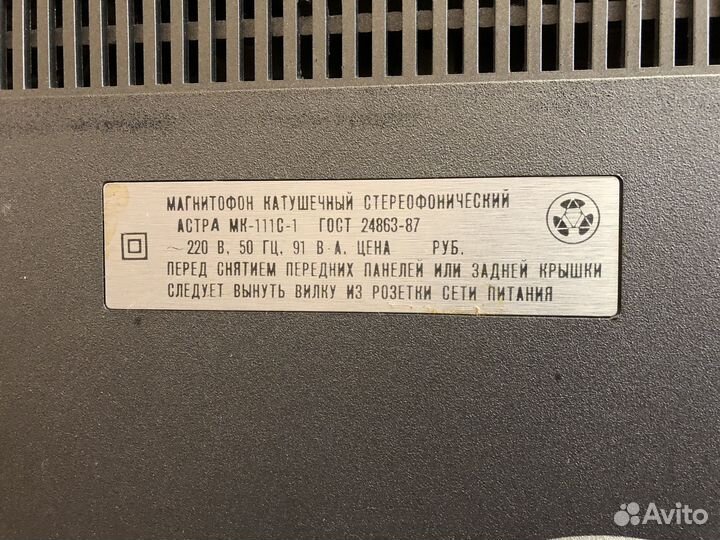 МАГНИТОФОН КАТУШЕЧНЫЙ СТЕРЕОФОНИЧЕСКИЙ
АСТРА МК-111С-1 ГОСТ 24863-87
~220 В, 50 ГЦ, 91 В·А, ЦЕНА РУБ.
ПЕРЕД СНЯТИЕМ ПЕРЕДНИХ ПАНЕЛЕЙ ИЛИ ЗАДНЕЙ КРЫШКИ
СЛЕДУЕТ ВЫНУТЬ ВИЛКУ ИЗ РОЗЕТКИ СЕТИ ПИТАНИЯ
Avito